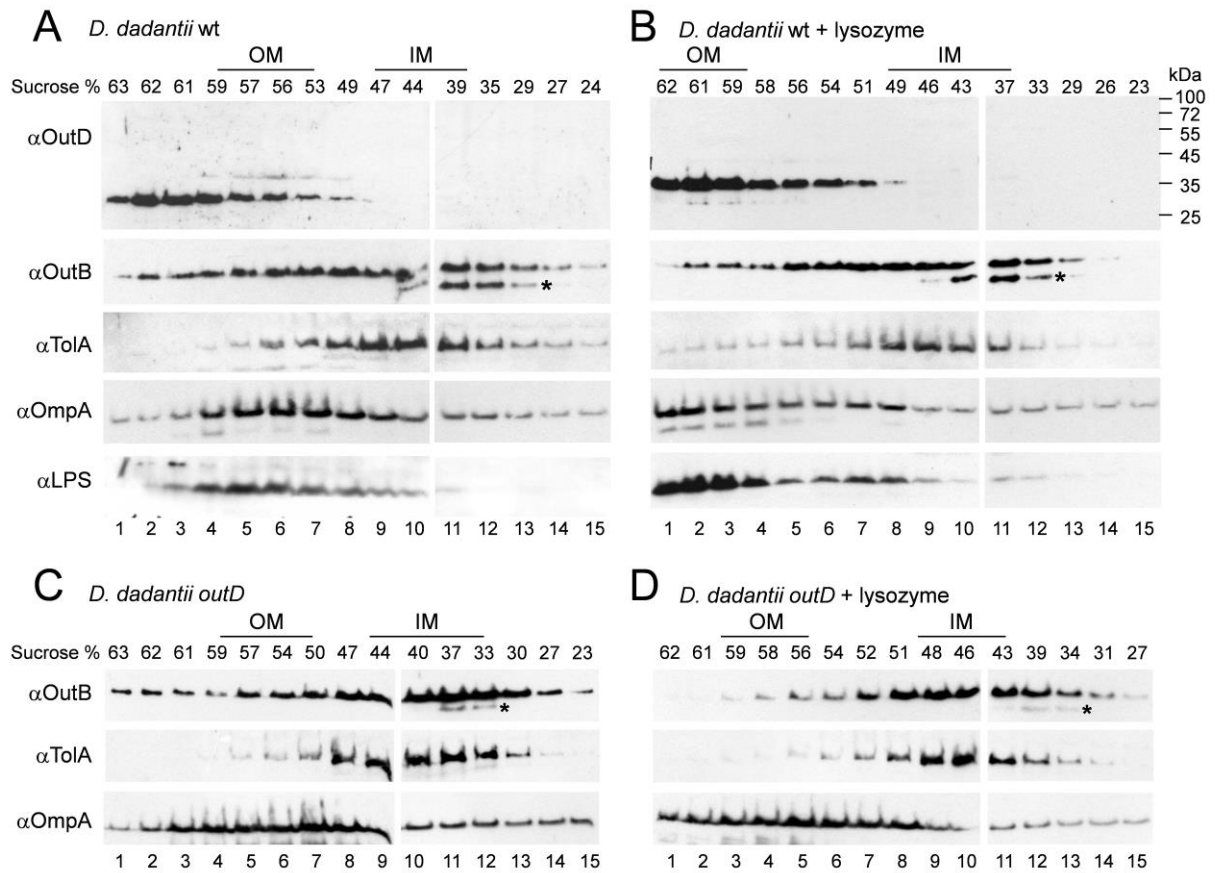 A D. dadantii wt
OM IM
Sucrose % 63 62 61 59 57 56 53 49 47 44 39 35 29 27 24
αOutD
αOutB
*
αTolA
αOmpA
αLPS
1 2 3 4 5 6 7 8 9 10 11 12 13 14 15
B D. dadantii wt + lysozyme
OM IM
62 61 59 58 56 54 51 49 46 43 37 33 29 26 23
kDa
100
72
55
45
35
25
*
1 2 3 4 5 6 7 8 9 10 11 12 13 14 15
C D. dadantii outD
OM IM
Sucrose % 63 62 61 59 57 54 50 47 44 40 37 33 30 27 23
αOutB
*
αTolA
αOmpA
1 2 3 4 5 6 7 8 9 10 11 12 13 14 15
D D. dadantii outD + lysozyme
OM IM
62 61 59 58 56 54 52 51 48 46 43 39 34 31 27
*
1 2 3 4 5 6 7 8 9 10 11 12 13 14 15